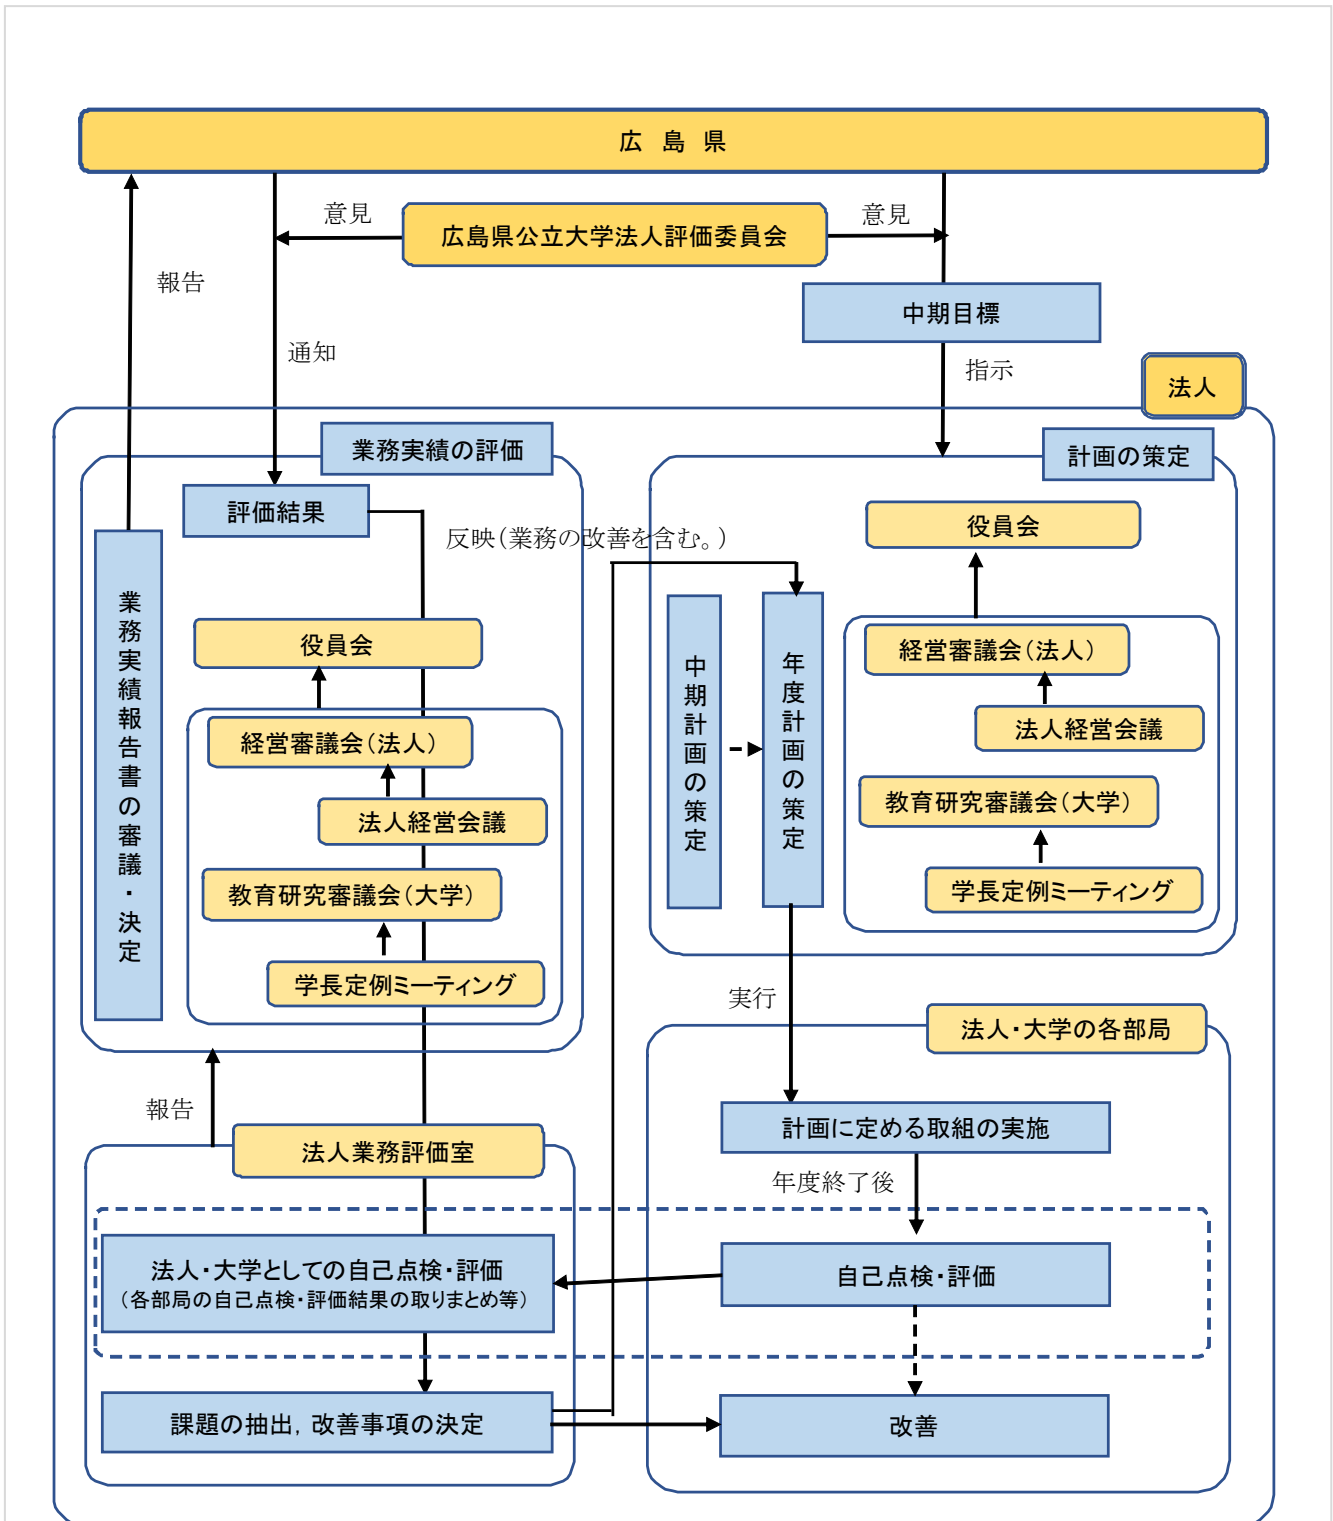 広 島 県
意見
広島県公立大学法人評価委員会
意見
報告
中期目標
通知
指示
法人
業務実績の評価
計画の策定
評価結果
反映（業務の改善を含む。）
業務実績報告書の審議・決定
役員会
経営審議会（法人）
法人経営会議
教育研究審議会（大学）
学長定例ミーティング
中期計画の策定
年度計画の策定
役員会
経営審議会（法人）
法人経営会議
教育研究審議会（大学）
学長定例ミーティング
実行
法人・大学の各部局
報告
法人業務評価室
計画に定める取組の実施
年度終了後
法人・大学としての自己点検・評価
（各部局の自己点検・評価結果の取りまとめ等）
自己点検・評価
課題の抽出，改善事項の決定
改善